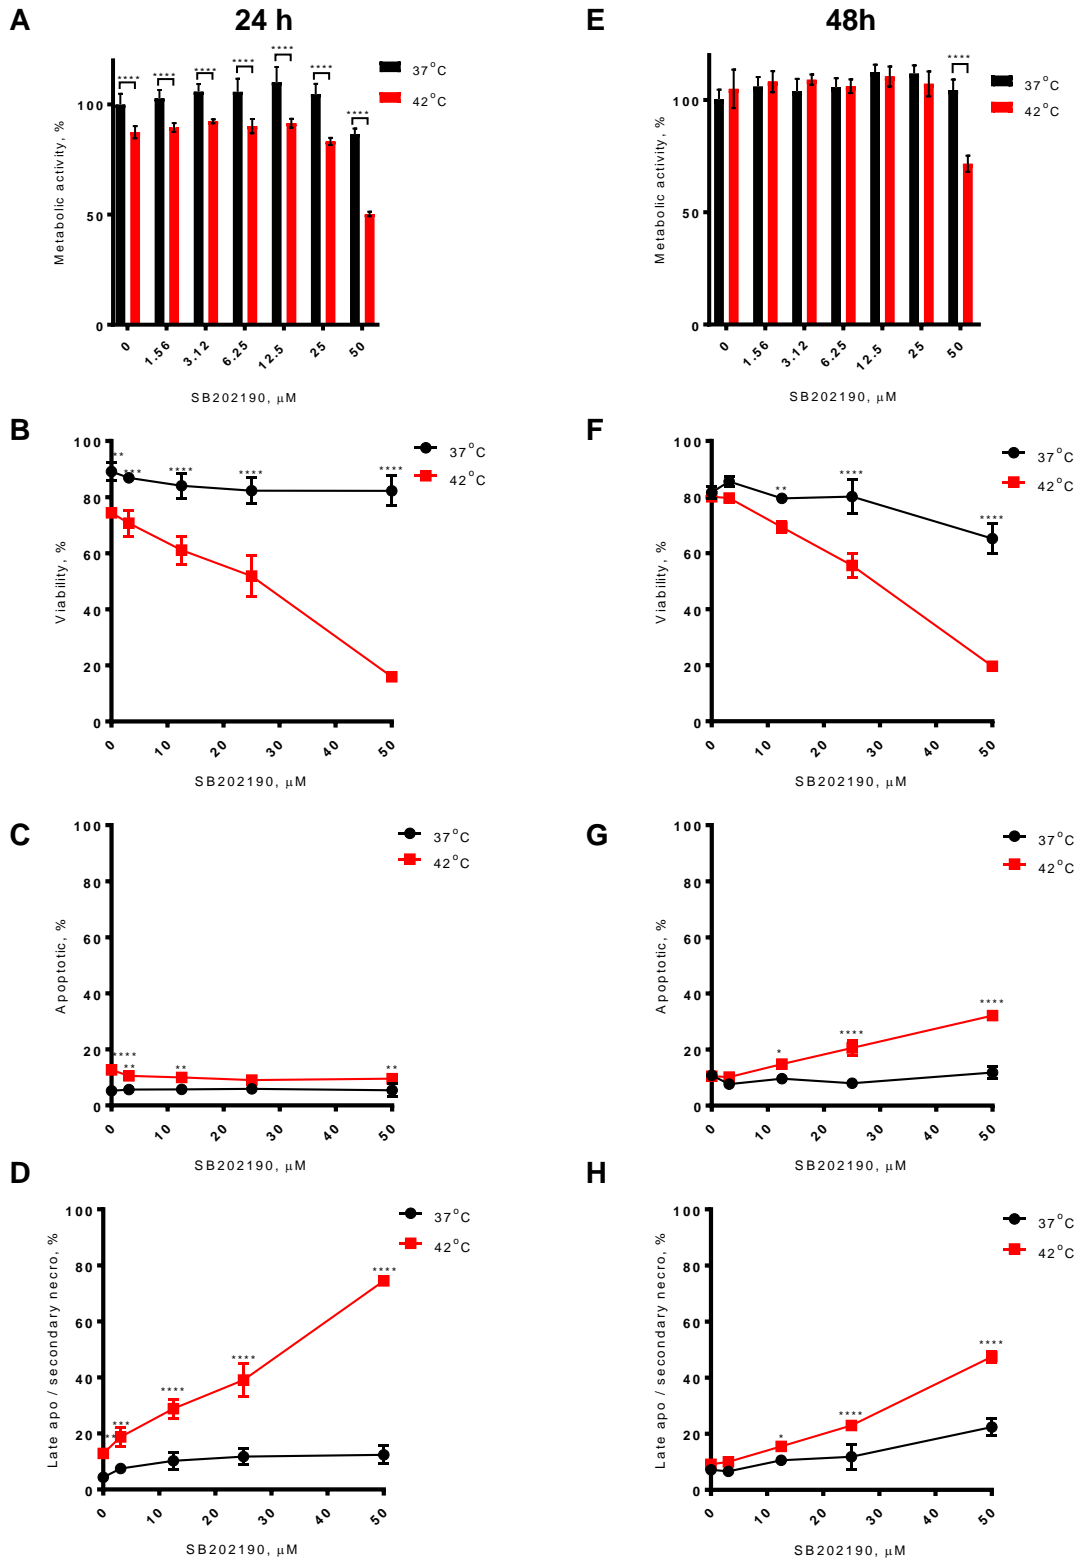 A
24 h
**** **** **** **** **** **** ****
37°C
42°C
Metabolic activity, %
100
50
0
0 1.56 3.12 6.25 12.5 25 50
SB202190, μM
E
48h
****
37°C
42°C
Metabolic activity, %
100
50
0
0 1.56 3.12 6.25 12.5 25 50
SB202190, μM
B
37°C
42°C
Viability, %
100
80
60
40
20
0
** *** **** **** ****
0 10 20 30 40 50
SB202190, μM
F
37°C
42°C
Viability, %
100
80
60
40
20
0
** **** ****
0 10 20 30 40 50
SB202190, μM
C
37°C
42°C
Apoptotic, %
100
80
60
40
20
0
**** ** ** **
0 10 20 30 40 50
SB202190, μM
G
37°C
42°C
Apoptotic, %
100
80
60
40
20
0
* **** ****
0 10 20 30 40 50
SB202190, μM
D
37°C
42°C
Late apo / secondary necro, %
100
80
60
40
20
0
*** **** **** ****
0 10 20 30 40 50
SB202190, μM
H
37°C
42°C
Late apo / secondary necro, %
100
80
60
40
20
0
* **** ****
0 10 20 30 40 50
SB202190, μM